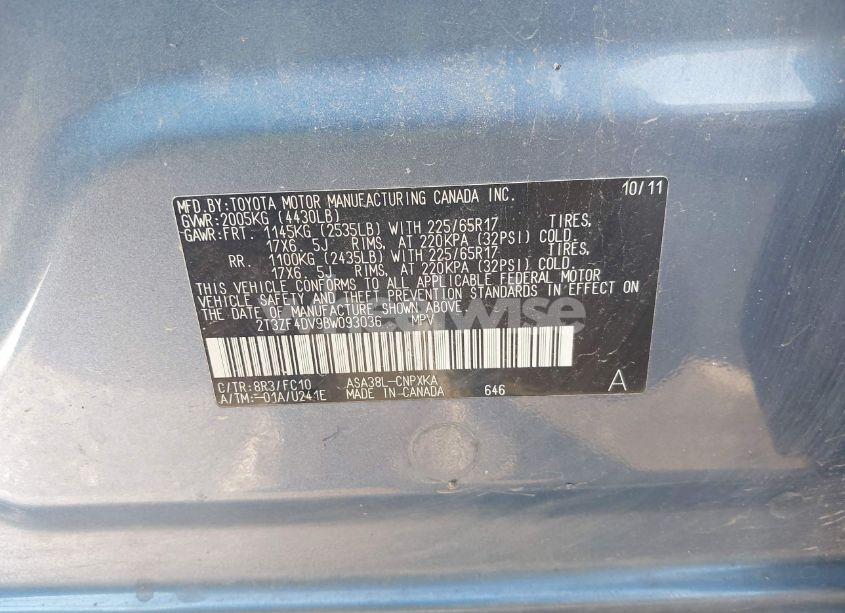 MFD.BY:TOYOTA MOTOR MANUFACTURING CANADA INC. 10/11
GVWR:2005KG (4430LB)
GAWR:FRT. 1145KG (2535LB) WITH 225/65R17 TIRES,
17X6.5J RIMS, AT 220KPA (32PSI) COLD.
RR. 1100KG (2435LB) WITH 225/65R17 TIRES,
17X6.5J RIMS, AT 220KPA (32PSI) COLD.
THIS VEHICLE CONFORMS TO ALL APPLICABLE FEDERAL MOTOR
VEHICLE SAFETY AND THEFT PREVENTION STANDARDS IN EFFECT ON
THE DATE OF MANUFACTURE SHOWN ABOVE.
2T3ZF4DV9BW093036 MPV
C/TR:8R3/FC10 ASA38L-CNPXKA
A/TM:-01A/U241E MADE IN CANADA 646 A